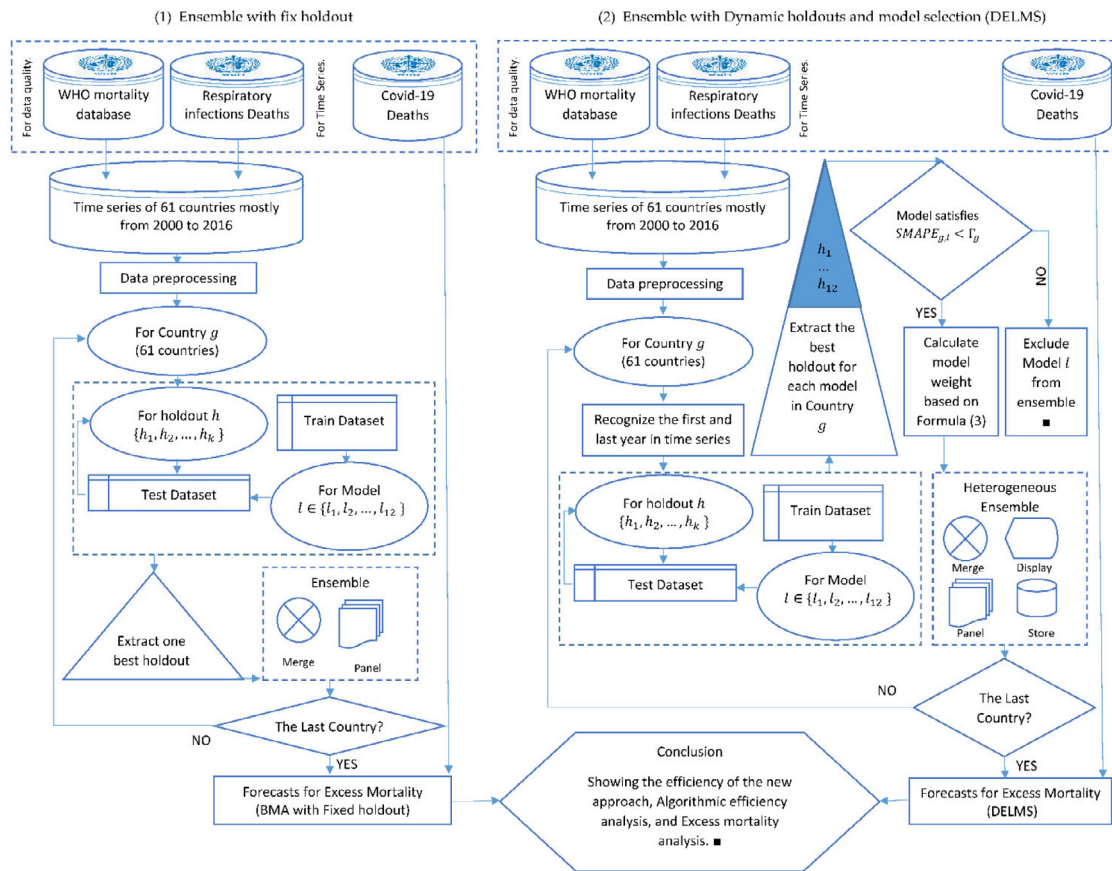 (1) Ensemble with fix holdout
For data quality.
WHO mortality
database
Respiratory
infections Deaths
For Time Series.
Covid-19
Deaths
Time series of 61 countries mostly
from 2000 to 2016
Data preprocessing
For Country g
(61 countries)
For holdout h
{h₁, h₂, ..., hₖ }
Train Dataset
Test Dataset
For Model
l ∈ {l₁, l₂, ..., l₁₂ }
Extract one
best holdout
Ensemble
Merge
Panel
The Last Country?
NO
YES
Forecasts for Excess Mortality
(BMA with Fixed holdout)
(2) Ensemble with Dynamic holdouts and model selection (DELMS)
For data quality
WHO mortality
database
Respiratory
infections Deaths
For Time Series.
Covid-19
Deaths
Time series of 61 countries mostly
from 2000 to 2016
Data preprocessing
For Country g
(61 countries)
Recognize the first and
last year in time series
For holdout h
{h₁, h₂, ..., hₖ }
Train Dataset
Test Dataset
For Model
l ∈ {l₁, l₂, ..., l₁₂ }
h₁
...
h₁₂
Extract the
best
holdout for
each model
in Country
g
Model satisfies
SMAPE_{g,l} < Γ_g
NO
YES
Calculate
model
weight
based on
Formula (3)
Exclude
Model l
from
ensemble
■
Heterogeneous
Ensemble
Merge
Display
Panel
Store
The Last
Country?
NO
YES
Forecasts for Excess Mortality
(DELMS)
Conclusion
Showing the efficiency of the new
approach, Algorithmic efficiency
analysis, and Excess mortality
analysis. ■